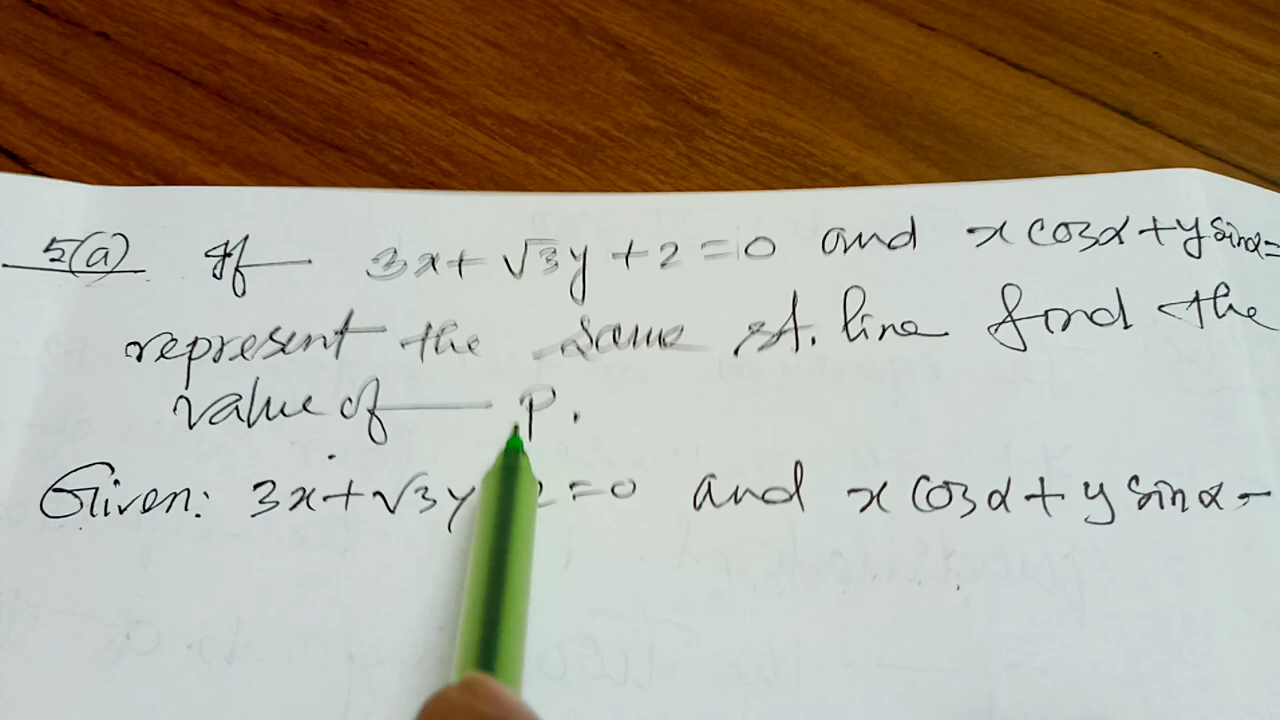 5(a) If 3x+√3y+2=0 and x cosα+y sinα=
represent the same st. line find the
value of P.
Given: 3x+√3y 2=0 and x cosα+y sinα-